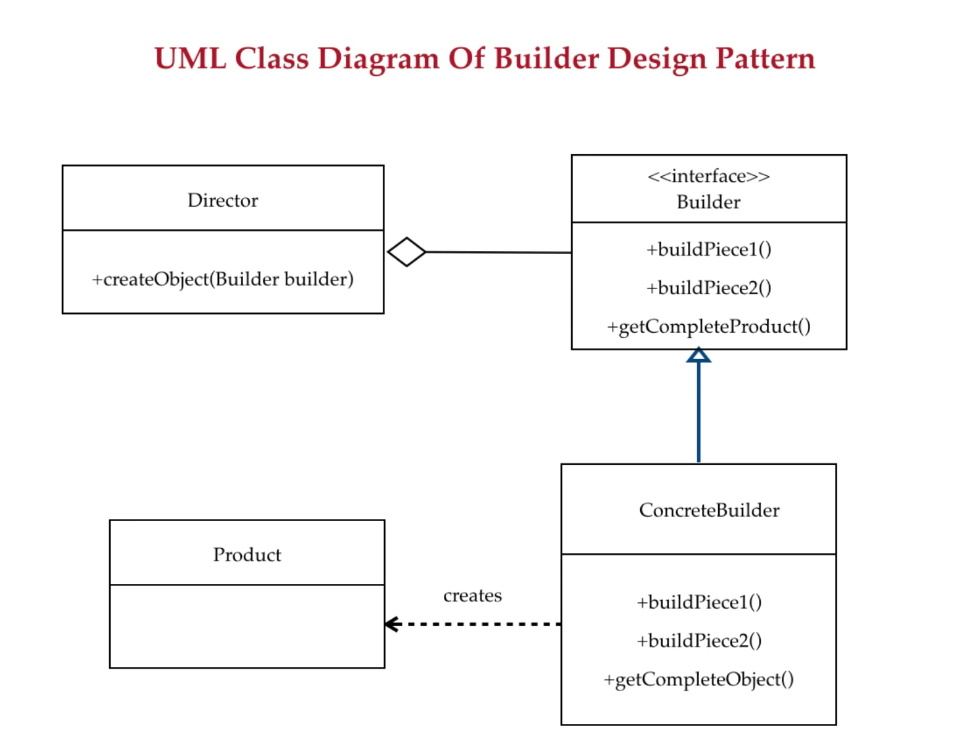 UML Class Diagram Of Builder Design Pattern
Director
+createObject(Builder builder)
<<interface>>
Builder
+buildPiece1()
+buildPiece2()
+getCompleteProduct()
Product
creates
ConcreteBuilder
+buildPiece1()
+buildPiece2()
+getCompleteObject()